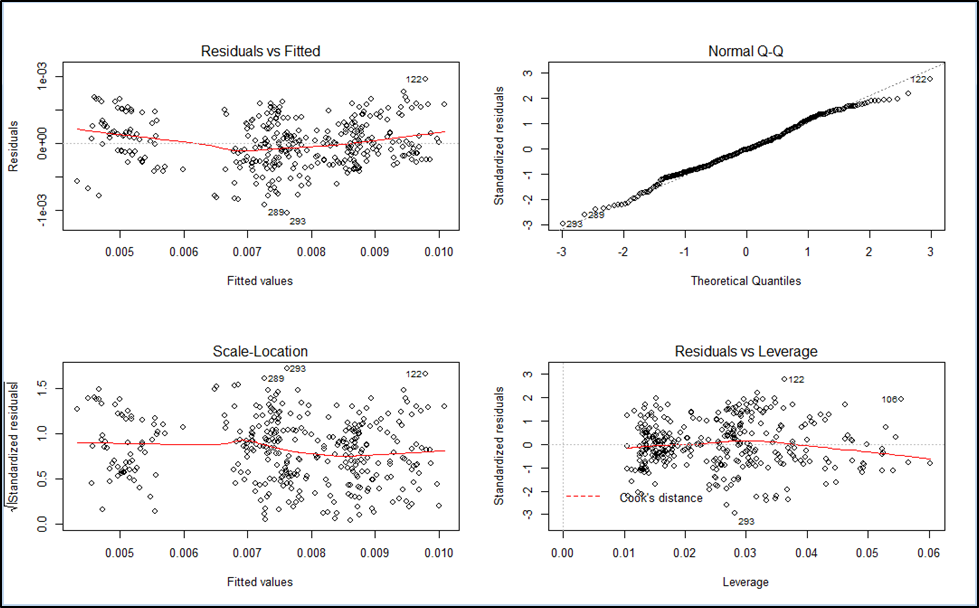 Residuals vs Fitted
Residuals
1e-03
0e+00
-1e-03
122
289
293
0.005 0.006 0.007 0.008 0.009 0.010
Fitted values
Normal Q-Q
Standardized residuals
3
2
1
0
-1
-2
-3
122
289
293
-3 -2 -1 0 1 2 3
Theoretical Quantiles
Scale-Location
√|Standardized residuals|
1.5
1.0
0.5
0.0
293
289
122
0.005 0.006 0.007 0.008 0.009 0.010
Fitted values
Residuals vs Leverage
Standardized residuals
3
2
1
0
-1
-2
-3
122
106
Cook's distance
293
0.00 0.01 0.02 0.03 0.04 0.05 0.06
Leverage